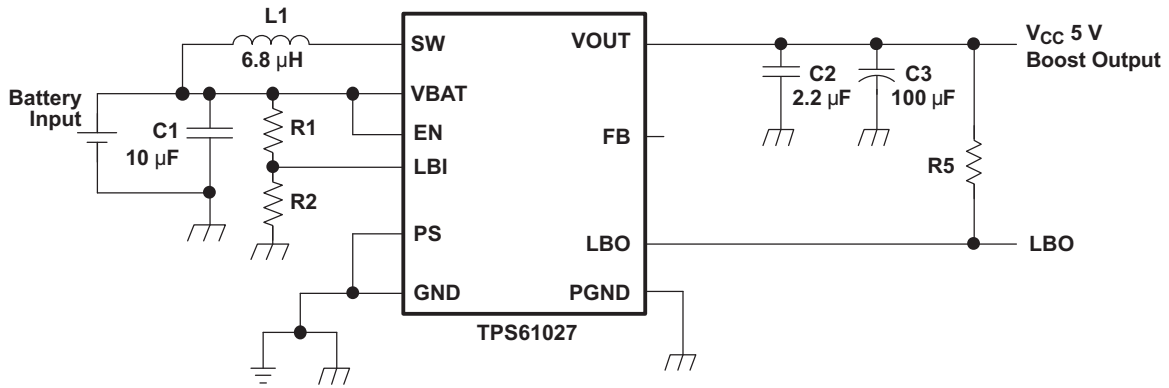 L1
6.8 µH
SW
VOUT
V_CC 5 V
Boost Output
C2
2.2 µF
C3
100 µF
Battery
Input
VBAT
C1
10 µF
R1
EN
FB
LBI
R5
R2
PS
LBO
LBO
GND
PGND
TPS61027